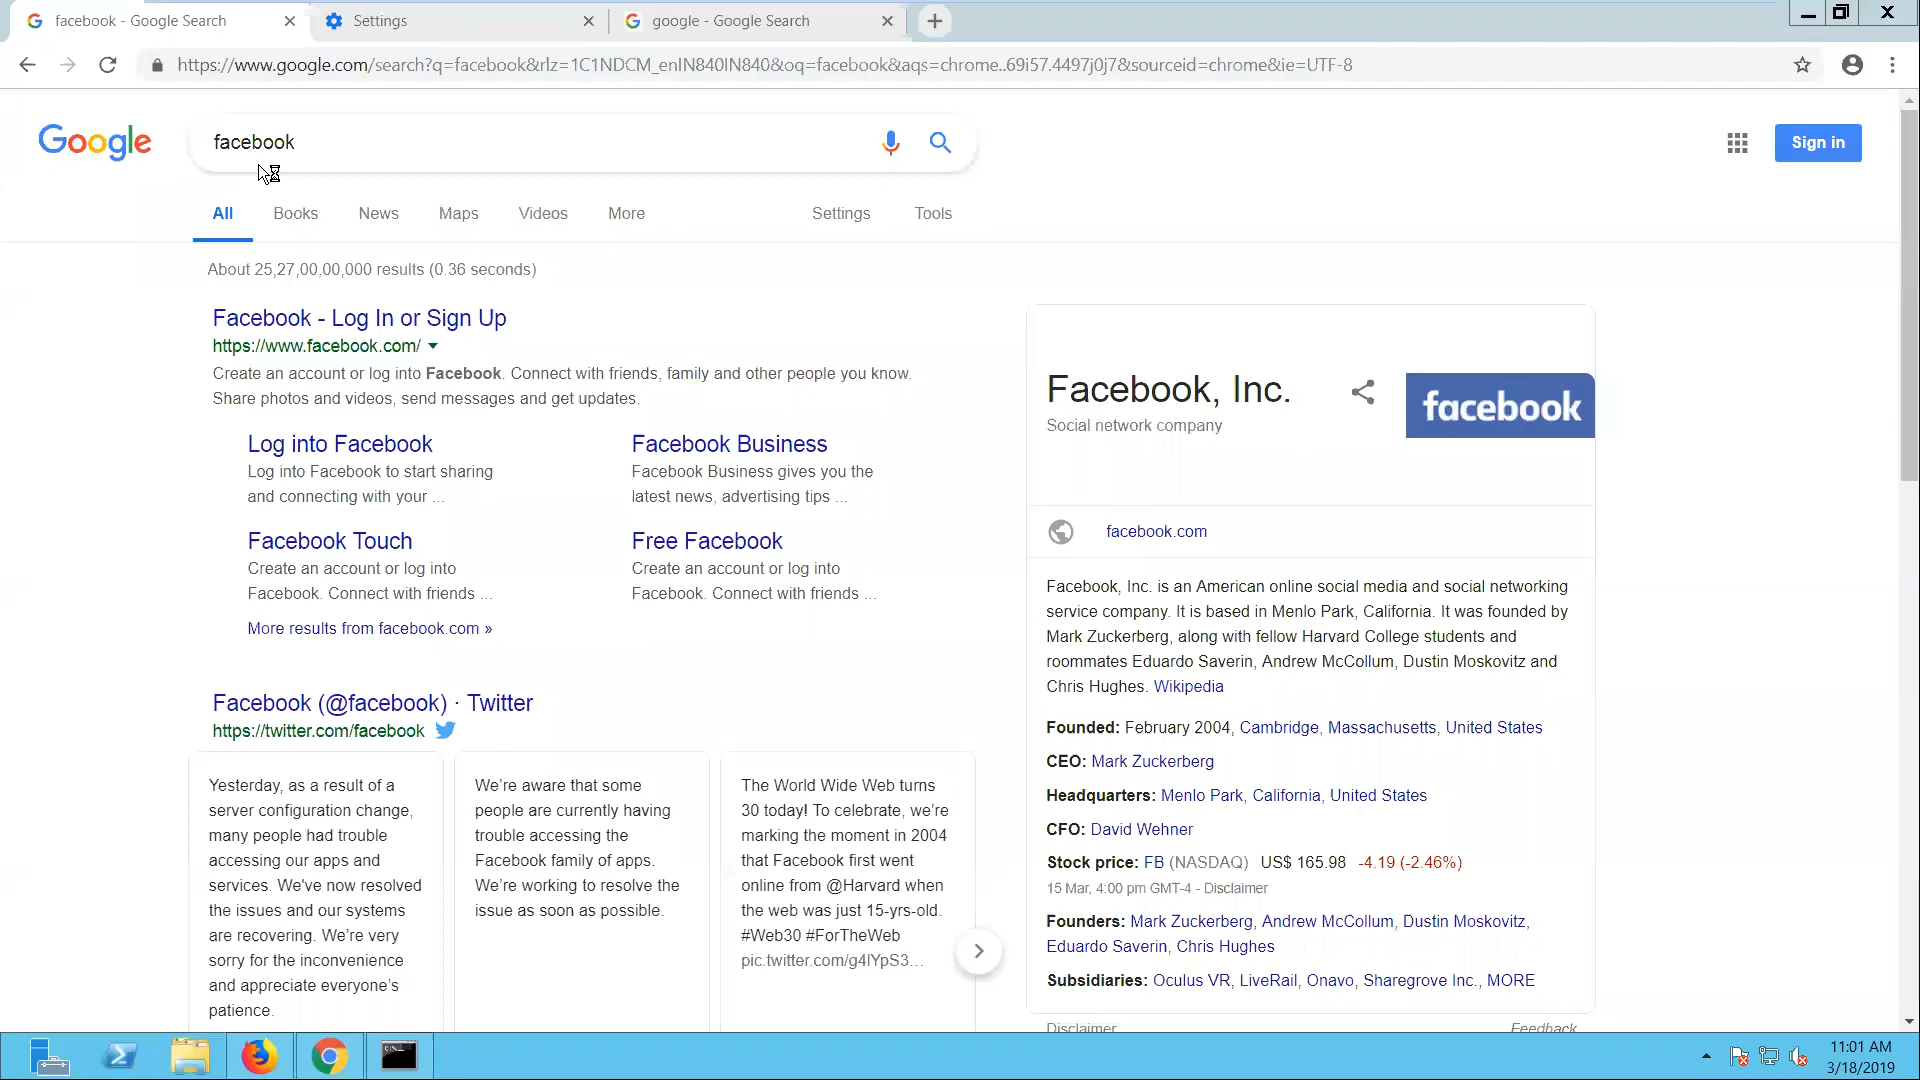 facebook - Google Search
Settings
google - Google Search
https://www.google.com/search?q=facebook&rlz=1C1NDCM_enIN840IN840&oq=facebook&aqs=chrome..69i57.4497j0j7&sourceid=chrome&ie=UTF-8
Google
facebook
Sign in
All
Books
News
Maps
Videos
More
Settings
Tools
About 25,27,00,00,000 results (0.36 seconds)
Facebook - Log In or Sign Up
https://www.facebook.com/
Create an account or log into Facebook. Connect with friends, family and other people you know.
Share photos and videos, send messages and get updates.
Log into Facebook
Log into Facebook to start sharing
and connecting with your ...
Facebook Business
Facebook Business gives you the
latest news, advertising tips ...
Facebook Touch
Create an account or log into
Facebook. Connect with friends ...
Free Facebook
Create an account or log into
Facebook. Connect with friends ...
More results from facebook.com »
Facebook (@facebook) · Twitter
https://twitter.com/facebook
Yesterday, as a result of a
server configuration change,
many people had trouble
accessing our apps and
services. We've now resolved
the issues and our systems
are recovering. We're very
sorry for the inconvenience
and appreciate everyone's
patience.
We're aware that some
people are currently having
trouble accessing the
Facebook family of apps.
We're working to resolve the
issue as soon as possible.
The World Wide Web turns
30 today! To celebrate, we're
marking the moment in 2004
that Facebook first went
online from @Harvard when
the web was just 15-yrs-old.
#Web30 #ForTheWeb
pic.twitter.com/g4lYpS3...
Facebook, Inc.
Social network company
facebook
facebook.com
Facebook, Inc. is an American online social media and social networking
service company. It is based in Menlo Park, California. It was founded by
Mark Zuckerberg, along with fellow Harvard College students and
roommates Eduardo Saverin, Andrew McCollum, Dustin Moskovitz and
Chris Hughes. Wikipedia
Founded: February 2004, Cambridge, Massachusetts, United States
CEO: Mark Zuckerberg
Headquarters: Menlo Park, California, United States
CFO: David Wehner
Stock price: FB (NASDAQ) US$ 165.98 -4.19 (-2.46%)
15 Mar, 4:00 pm GMT-4 - Disclaimer
Founders: Mark Zuckerberg, Andrew McCollum, Dustin Moskovitz,
Eduardo Saverin, Chris Hughes
Subsidiaries: Oculus VR, LiveRail, Onavo, Sharegrove Inc., MORE
Disclaimer
Feedback
11:01 AM
3/18/2019